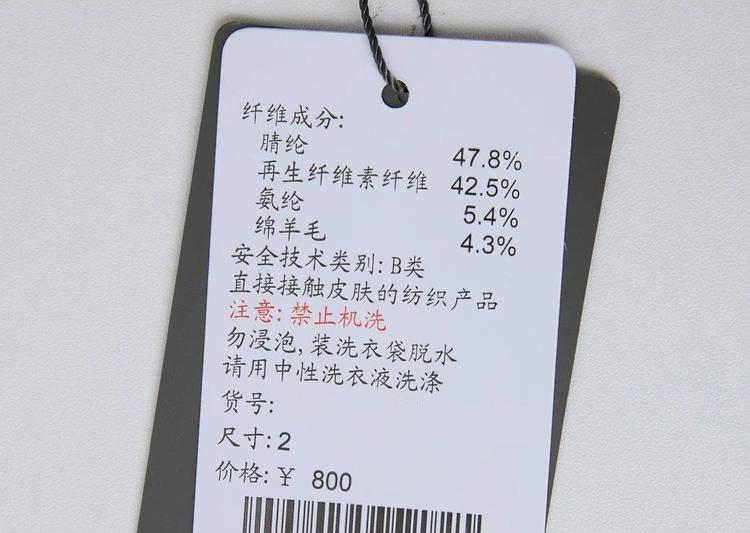 纤维成分:
腈纶 47.8%
再生纤维素纤维 42.5%
氨纶 5.4%
绵羊毛 4.3%
安全技术类别: B类
直接接触皮肤的纺织产品
注意: 禁止机洗
勿浸泡, 装洗衣袋脱水
请用中性洗衣液洗涤
货号:
尺寸: 2
价格: ¥ 800